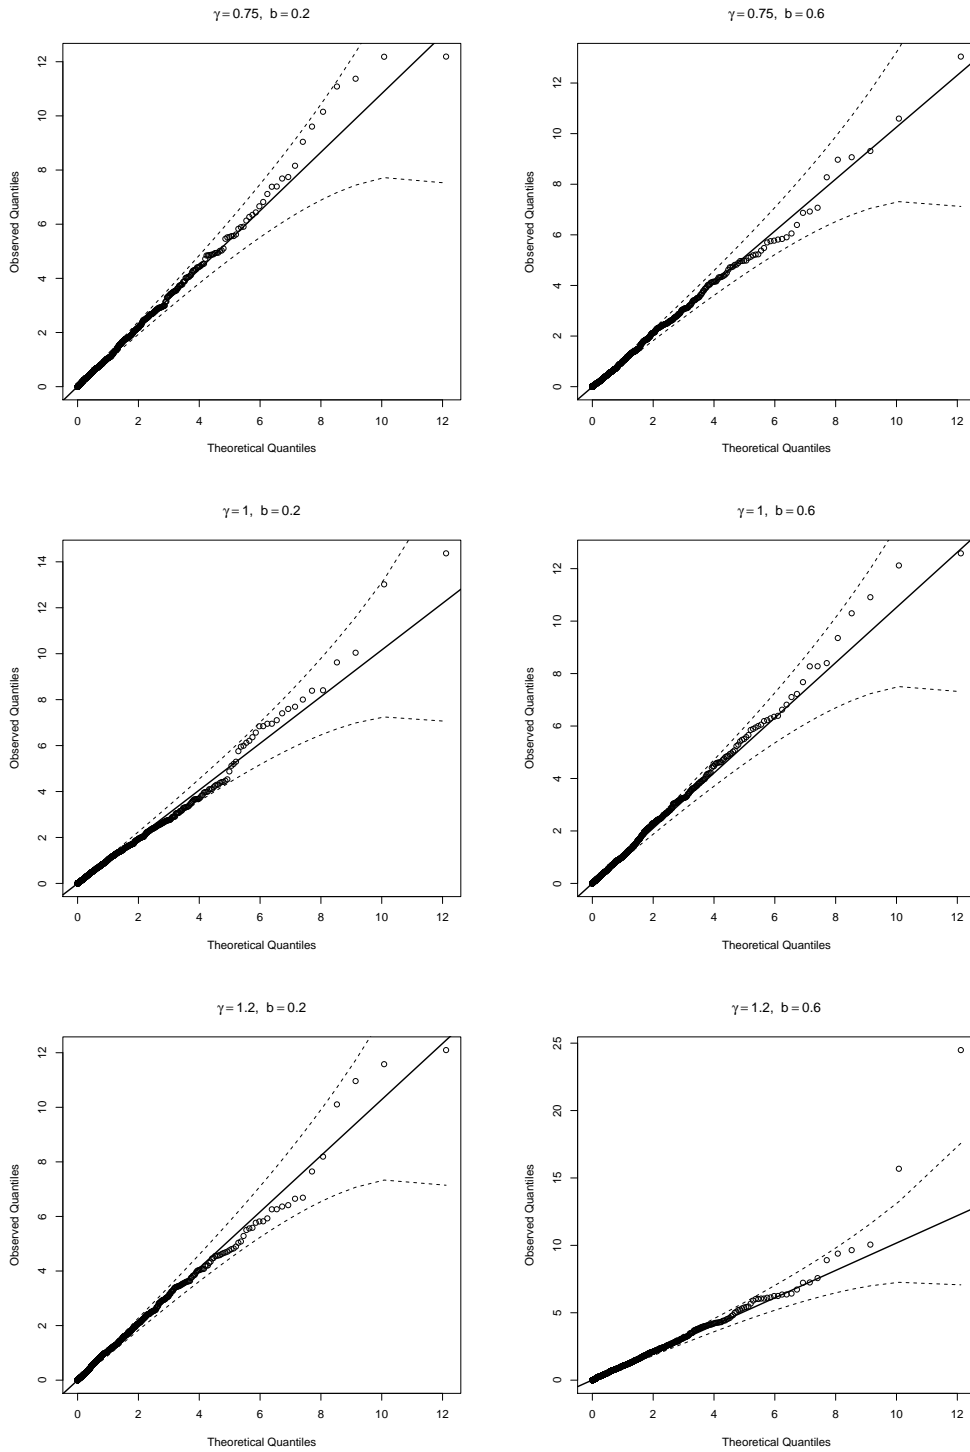 γ = 0.75, b = 0.2
Observed Quantiles
0 2 4 6 8 10 12
0 2 4 6 8 10 12
Theoretical Quantiles
γ = 0.75, b = 0.6
Observed Quantiles
0 2 4 6 8 10 12
0 2 4 6 8 10 12
Theoretical Quantiles
γ = 1, b = 0.2
Observed Quantiles
0 2 4 6 8 10 12 14
0 2 4 6 8 10 12
Theoretical Quantiles
γ = 1, b = 0.6
Observed Quantiles
0 2 4 6 8 10 12
0 2 4 6 8 10 12
Theoretical Quantiles
γ = 1.2, b = 0.2
Observed Quantiles
0 2 4 6 8 10 12
0 2 4 6 8 10 12
Theoretical Quantiles
γ = 1.2, b = 0.6
Observed Quantiles
0 5 10 15 20 25
0 2 4 6 8 10 12
Theoretical Quantiles